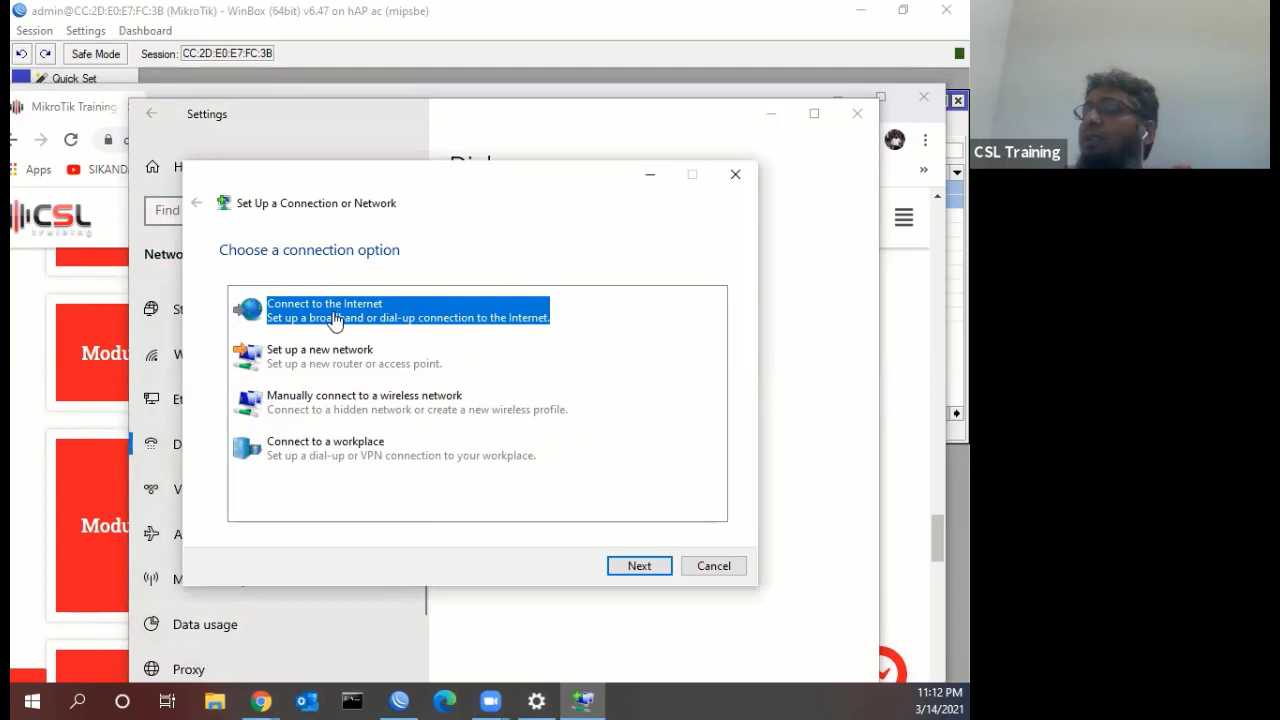 admin@CC:2D:E0:E7:FC:3B (MikroTik) - WinBox (64bit) v6.47 on hAP ac (mipsbe)
Session Settings Dashboard
Safe Mode Session: CC:2D:E0:E7:FC:3B
Quick Set
MikroTik Training
Settings
Apps SIKAND
CSL
training
Find
Netwo
Modu
Modu
Data usage
Proxy
Set Up a Connection or Network
Choose a connection option
Connect to the Internet
Set up a broadband or dial-up connection to the Internet.
Set up a new network
Set up a new router or access point.
Manually connect to a wireless network
Connect to a hidden network or create a new wireless profile.
Connect to a workplace
Set up a dial-up or VPN connection to your workplace.
Next Cancel
CSL Training
11:12 PM
3/14/2021